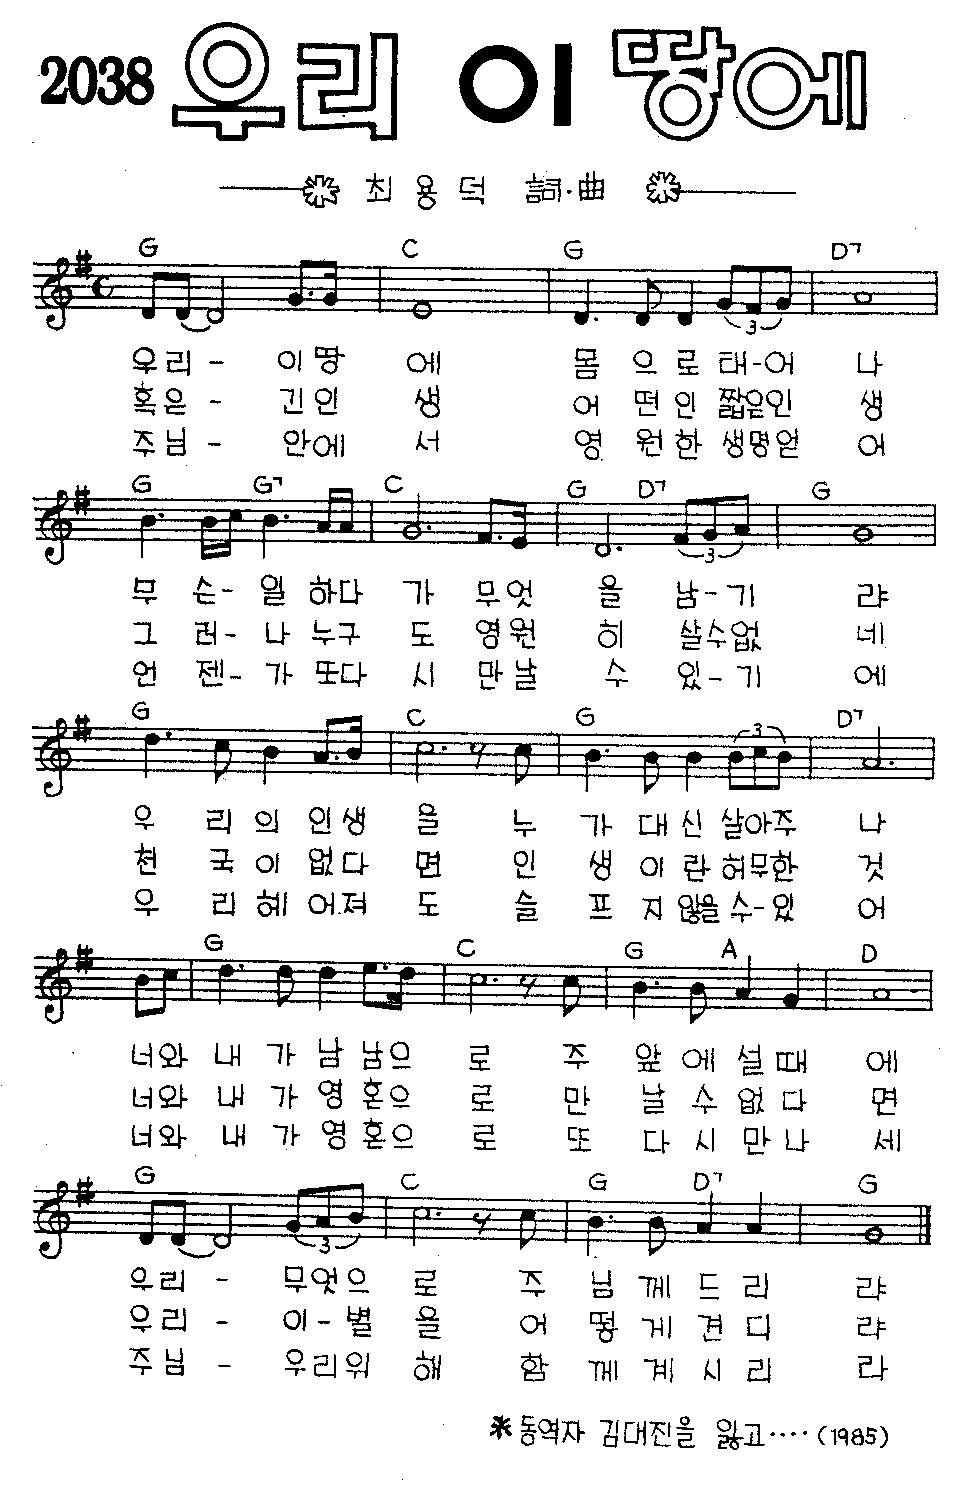 2038 우리 이 땅에
최용덕 詞·曲
G C G D7
3
우리 - 이 땅 에 몸 으 로 태-어 나
혹은 - 긴 인 생 어 떤 인 짧은인 생
주님 - 안에 서 영 원한 생명얻 어
G G7 C G D7 G
3
무 슨- 일 하다 가 무엇 을 남-기 랴
그 러- 나 누구 도 영원 히 살수없 네
언 젠- 가 또다 시 만날 수 있-기 에
G C G D7
3
우 리 의 인생 을 누 가 대 신 살아주 나
천 국 이 없다 면 인 생 이 란 허무한 것
우 리 헤 어져 도 슬 프 지 않을 수-있 어
G C G A D
너와 내 가 남 남으 로 주 앞 에 설 때 에
너와 내 가 영 혼으 로 만 날 수 없 다 면
너와 내 가 영 혼으 로 또 다 시 만 나 세
G C G D7 G
3
우리 - 무엇으 로 주 님 께 드 리 랴
우리 - 이-별 을 어 떻 게 견 디 랴
주님 - 우리위 해 함 께 계 시 리 라
※동역자 김대진을 잃고····(1985)